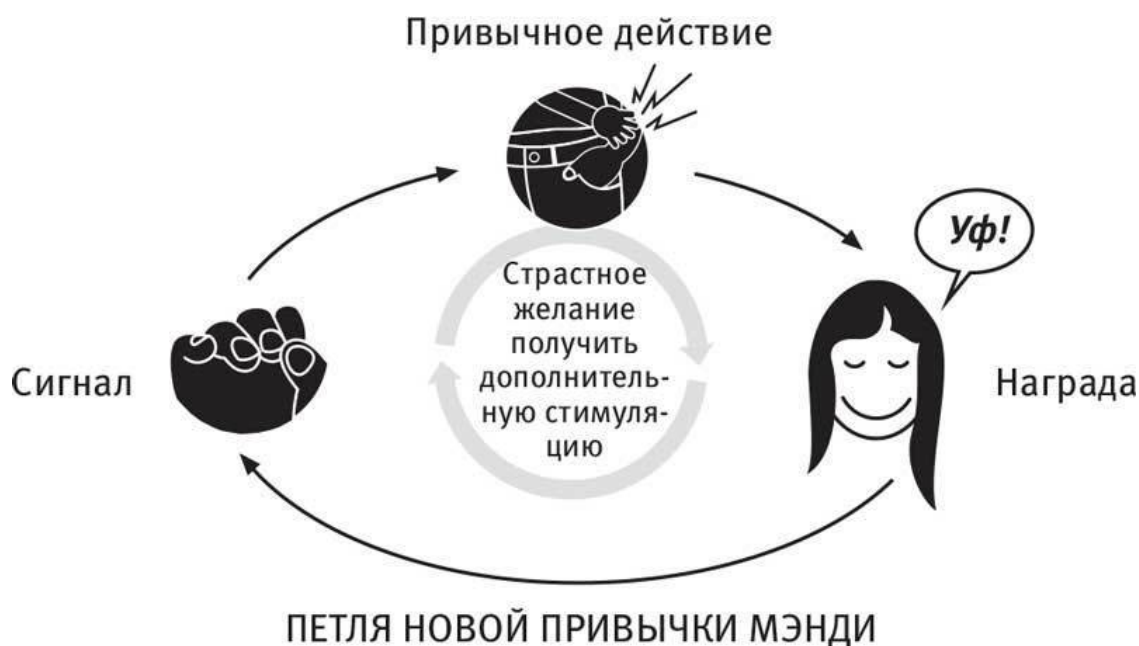 Привычное действие
Уф!
Страстное
желание
получить
дополнитель-
ную стимуля-
цию
Сигнал
Награда
ПЕТЛЯ НОВОЙ ПРИВЫЧКИ МЭНДИ